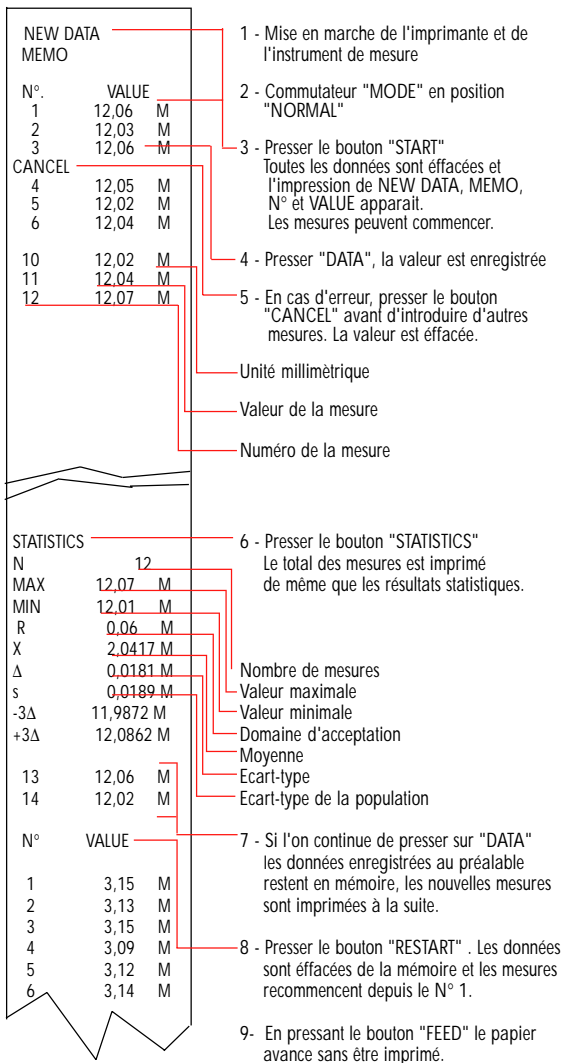 NEW DATA
MEMO
N°. VALUE
1 12,06 M
2 12,03 M
3 12,06 M
CANCEL
4 12,05 M
5 12,02 M
6 12,04 M
10 12,02 M
11 12,04 M
12 12,07 M
1 - Mise en marche de l'imprimante et de
l'instrument de mesure
2 - Commutateur "MODE" en position
"NORMAL"
3 - Presser le bouton "START"
Toutes les données sont éffacées et
l'impression de NEW DATA, MEMO,
N° et VALUE apparait.
Les mesures peuvent commencer.
4 - Presser "DATA", la valeur est enregistrée
5 - En cas d'erreur, presser le bouton
"CANCEL" avant d'introduire d'autres
mesures. La valeur est éffacée.
Unité millimètrique
Valeur de la mesure
Numéro de la mesure
STATISTICS
N 12
MAX 12,07 M
MIN 12,01 M
R 0,06 M
X 2,0417 M
Δ 0,0181 M
s 0,0189 M
-3Δ 11,9872 M
+3Δ 12,0862 M
13 12,06 M
14 12,02 M
N° VALUE
1 3,15 M
2 3,13 M
3 3,15 M
4 3,09 M
5 3,12 M
6 3,14 M
6 - Presser le bouton "STATISTICS"
Le total des mesures est imprimé
de même que les résultats statistiques.
Nombre de mesures
Valeur maximale
Valeur minimale
Domaine d'acceptation
Moyenne
Ecart-type
Ecart-type de la population
7 - Si l'on continue de presser sur "DATA"
les données enregistrées au préalable
restent en mémoire, les nouvelles mesures
sont imprimées à la suite.
8 - Presser le bouton "RESTART" . Les données
sont éffacées de la mémoire et les mesures
recommencent depuis le N° 1.
9- En pressant le bouton "FEED" le papier
avance sans être imprimé.